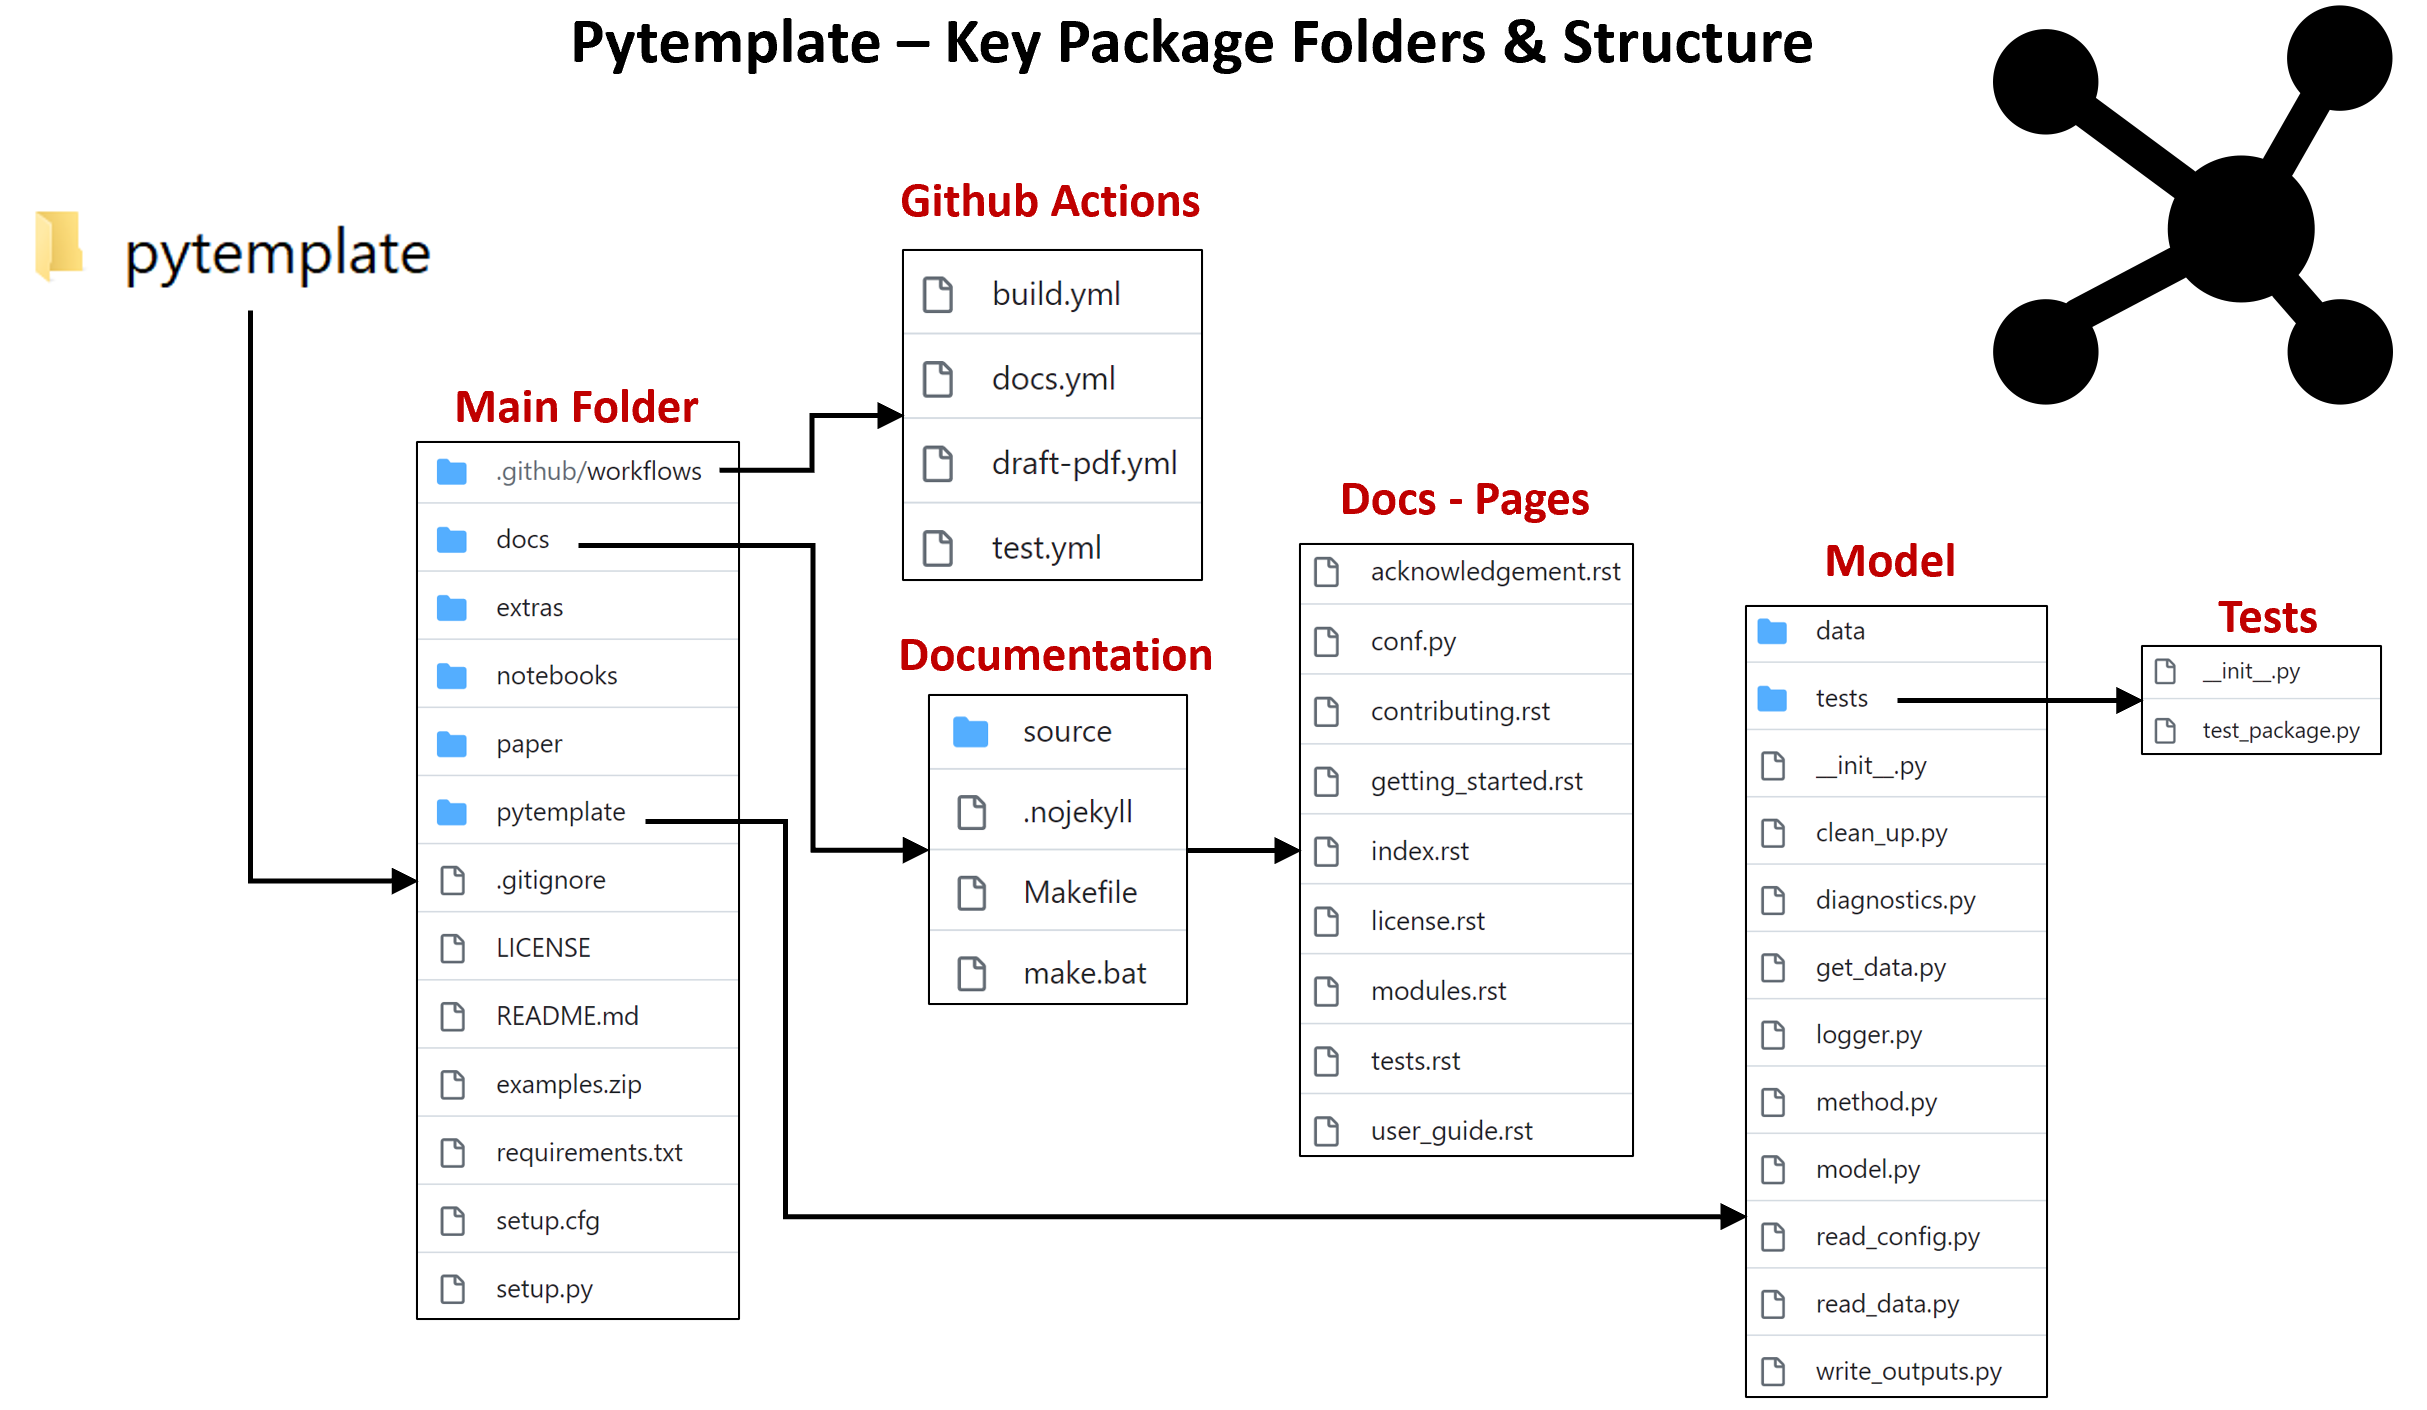 Pytemplate – Key Package Folders & Structure
pytemplate
Main Folder
.github/workflows
docs
extras
notebooks
paper
pytemplate
.gitignore
LICENSE
README.md
examples.zip
requirements.txt
setup.cfg
setup.py
Github Actions
build.yml
docs.yml
draft-pdf.yml
test.yml
Documentation
source
.nojekyll
Makefile
make.bat
Docs - Pages
acknowledgement.rst
conf.py
contributing.rst
getting_started.rst
index.rst
license.rst
modules.rst
tests.rst
user_guide.rst
Model
data
tests
__init__.py
clean_up.py
diagnostics.py
get_data.py
logger.py
method.py
model.py
read_config.py
read_data.py
write_outputs.py
Tests
__init__.py
test_package.py